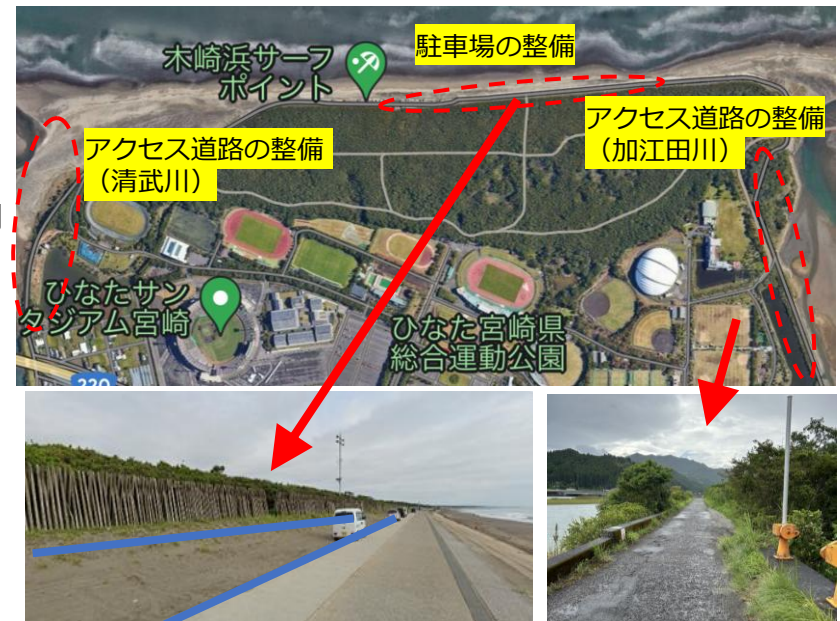 木崎浜サーフ
ポイント
駐車場の整備
アクセス道路の整備
（加江田川）
アクセス道路の整備
（清武川）
ひなたサン
タジアム宮崎
ひなた宮崎県
総合運動公園
220